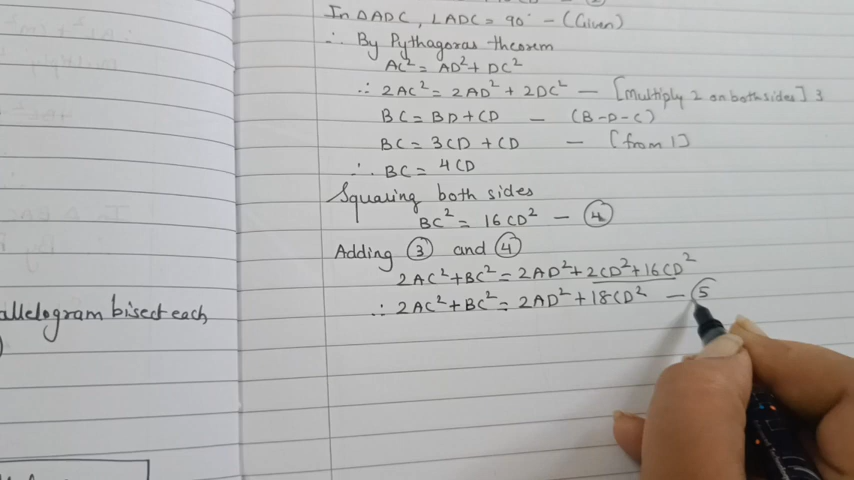 allelogram bisect each
In ΔADC, ∠ADC = 90° - (Given)
∴ By Pythagoras theorem
AC² = AD² + DC²
∴ 2AC² = 2AD² + 2DC² — [Multiply 2 on both sides] 3
BC = BD + CD — (B-D-C)
BC = 3CD + CD — [from 1]
∴ BC = 4CD
Squaring both sides
BC² = 16CD² — ④
Adding ③ and ④
2AC² + BC² = 2AD² + 2CD² + 16CD²
∴ 2AC² + BC² = 2AD² + 18CD² — ⑤